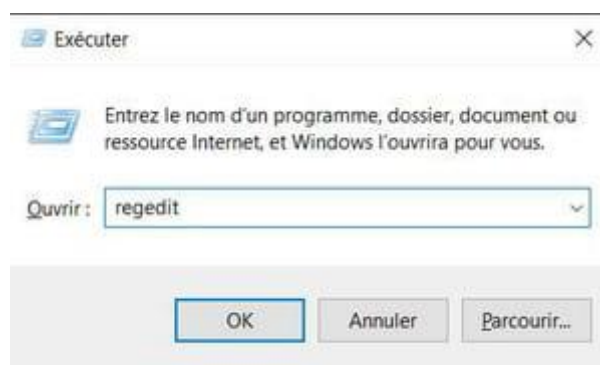 Exécuter
Entrez le nom d'un programme, dossier, document ou
ressource Internet, et Windows l'ouvrira pour vous.
Ouvrir : regedit
OK Annuler Parcourir...